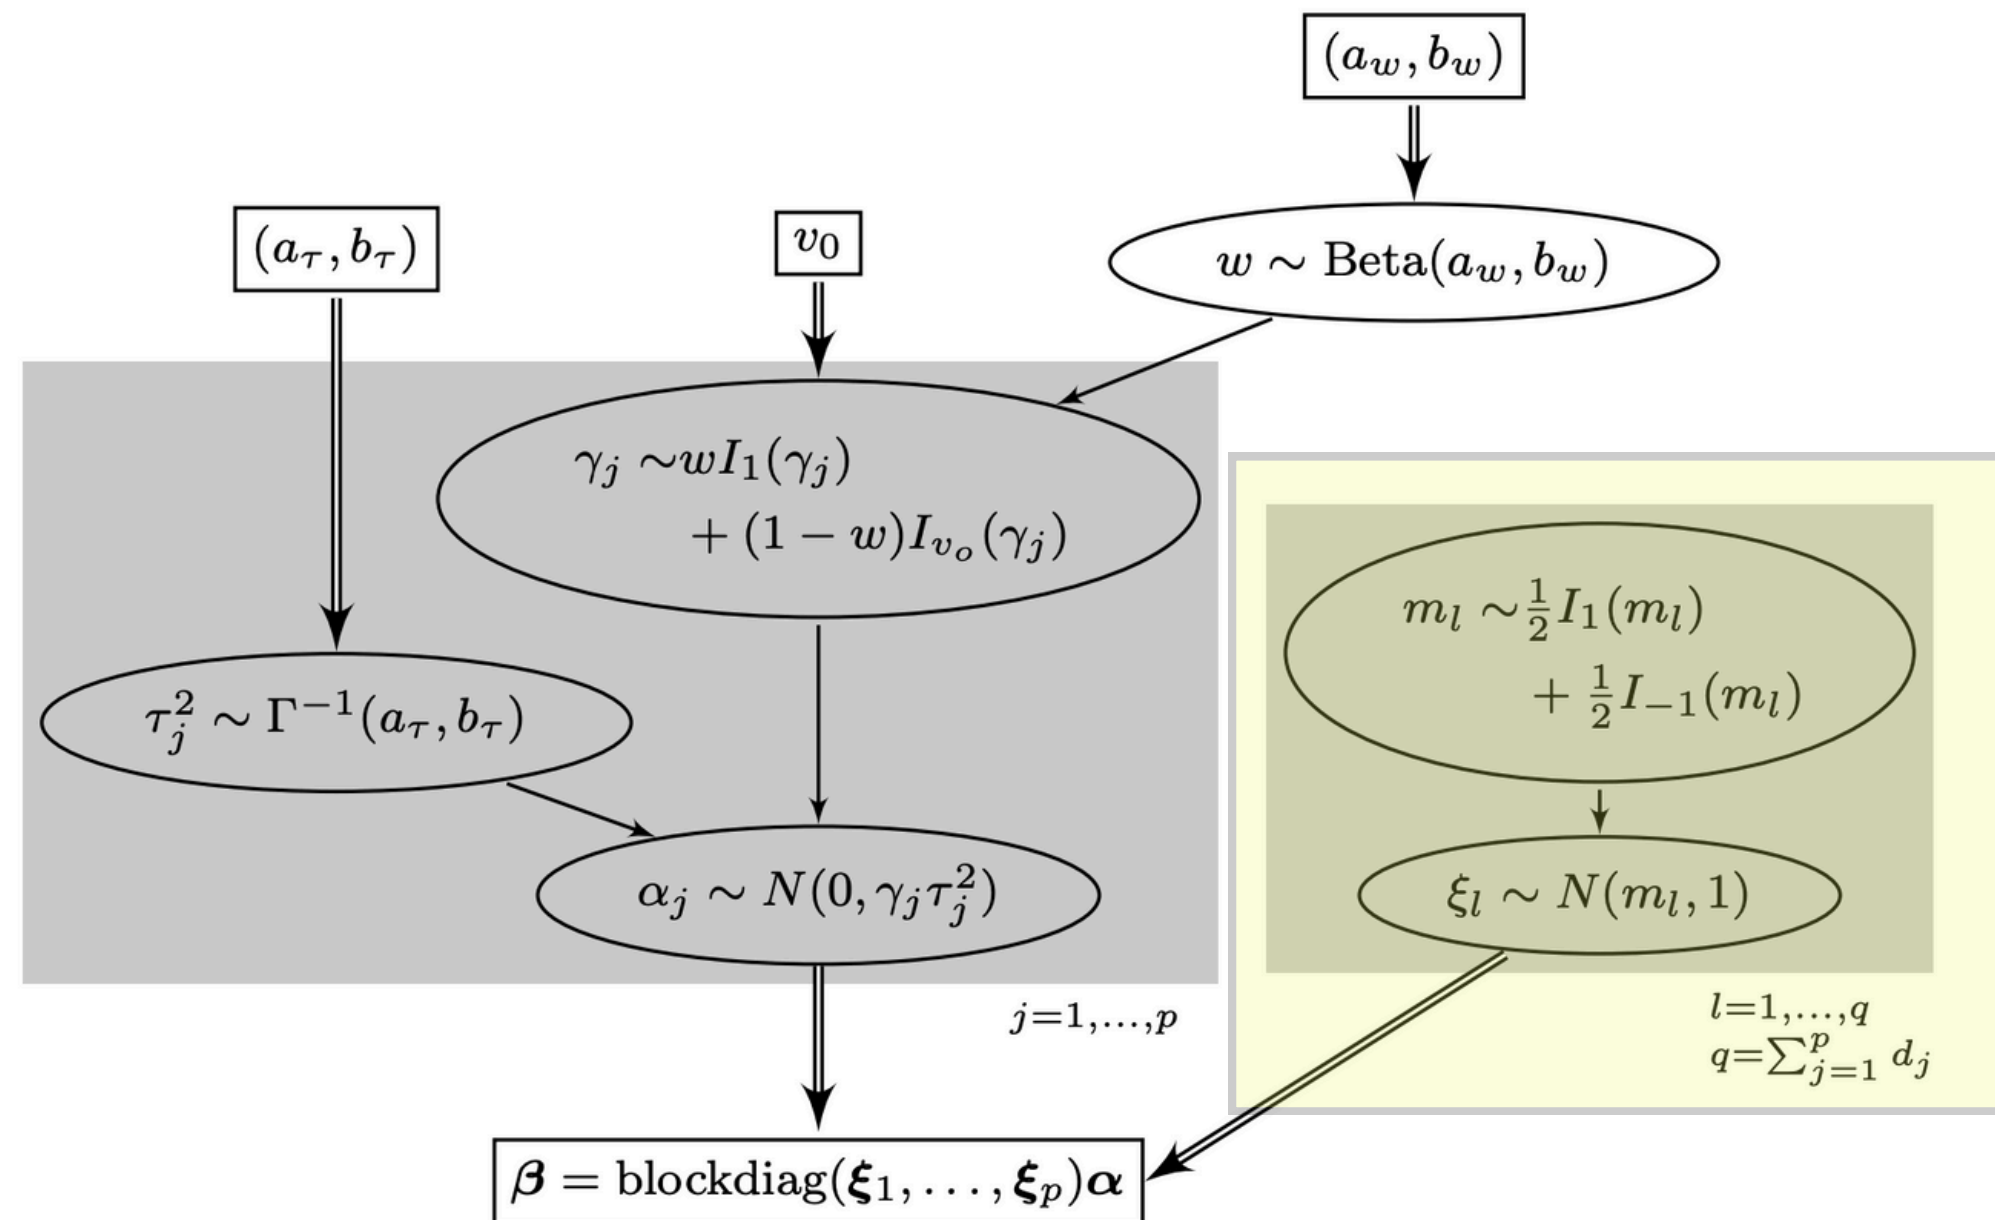 (a_w, b_w)
(a_τ, b_τ)
v_0
w ∼ Beta(a_w, b_w)
γ_j ∼wI_1(γ_j)
+ (1 − w)I_{v_o}(γ_j)
m_l ∼½I_1(m_l)
+ ½I_{−1}(m_l)
τ_j^2 ∼ Γ^{−1}(a_τ, b_τ)
α_j ∼ N(0, γ_jτ_j^2)
ξ_l ∼ N(m_l, 1)
j=1,...,p
l=1,...,q
q=∑_{j=1}^p d_j
β = blockdiag(ξ_1, . . . , ξ_p)α